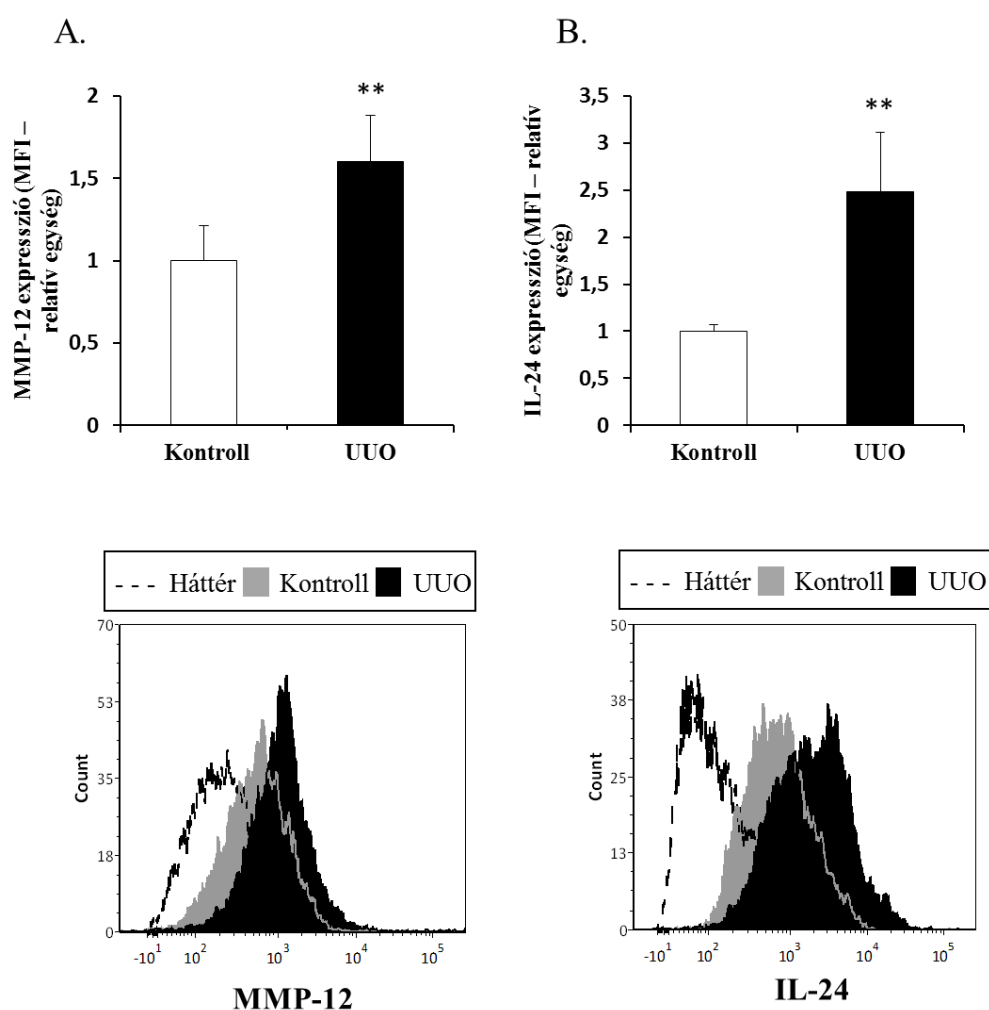 A.
MMP-12 expresszió (MFI –
relatív egység)
2
1,5
1
0,5
0
**
Kontroll
UUO
B.
IL-24 expresszió (MFI – relatív
egység)
3,5
3
2,5
2
1,5
1
0,5
0
**
Kontroll
UUO
Háttér Kontroll UUO
Count
70
53
35
18
0
-10¹ 10² 10³ 10⁴ 10⁵
MMP-12
Háttér Kontroll UUO
Count
50
38
25
13
0
-10¹ 10² 10³ 10⁴ 10⁵
IL-24